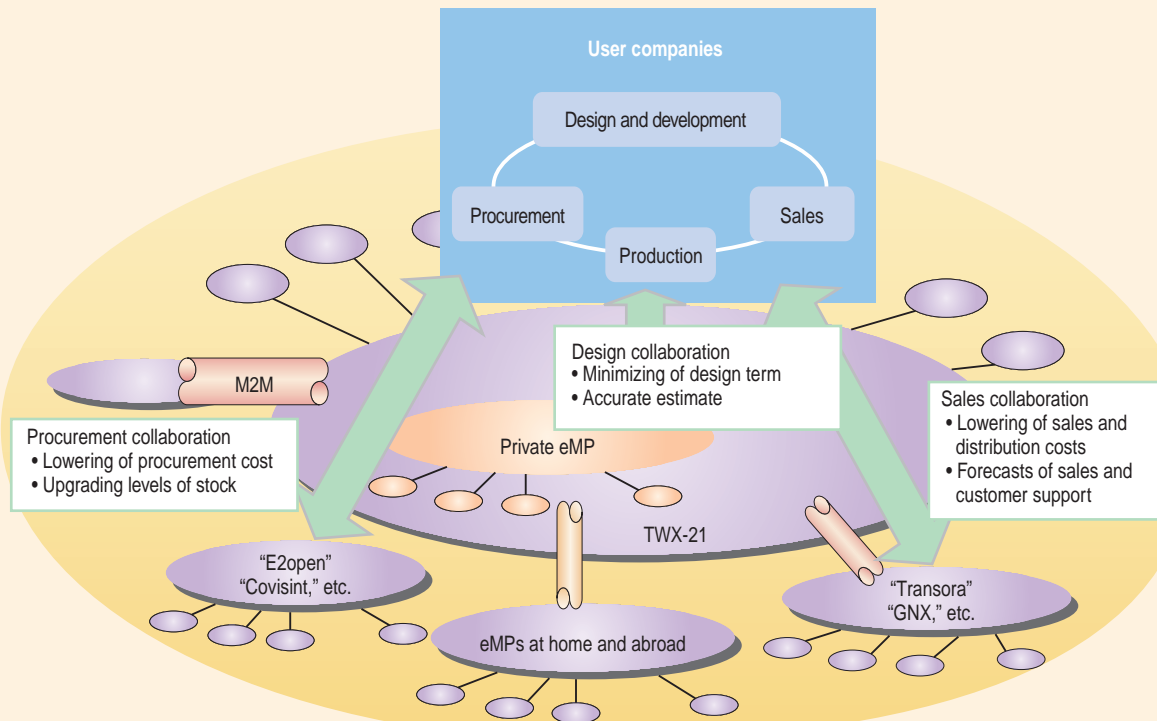 User companies
Design and development
Procurement
Sales
Production
M2M
Design collaboration
• Minimizing of design term
• Accurate estimate
Sales collaboration
• Lowering of sales and
distribution costs
• Forecasts of sales and
customer support
Procurement collaboration
• Lowering of procurement cost
• Upgrading levels of stock
Private eMP
TWX-21
“E2open”
“Covisint,” etc.
“Transora”
“GNX,” etc.
eMPs at home and abroad